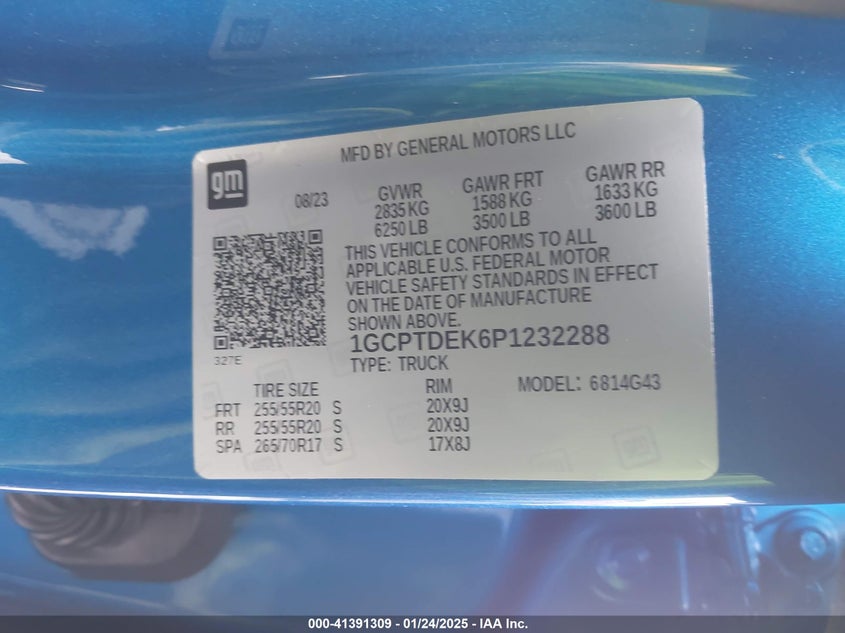 MFD BY GENERAL MOTORS LLC
gm
08/23
GVWR
2835 KG
6250 LB
GAWR FRT
1588 KG
3500 LB
GAWR RR
1633 KG
3600 LB
THIS VEHICLE CONFORMS TO ALL
APPLICABLE U.S. FEDERAL MOTOR
VEHICLE SAFETY STANDARDS IN EFFECT
ON THE DATE OF MANUFACTURE
SHOWN ABOVE.
327E
1GCPTDEK6P1232288
TYPE: TRUCK
MODEL: 6814G43
TIRE SIZE RIM
FRT 255/55R20 S 20X9J
RR 255/55R20 S 20X9J
SPA 265/70R17 S 17X8J
000-41391309 / 01/24/2025 / IAA Inc.